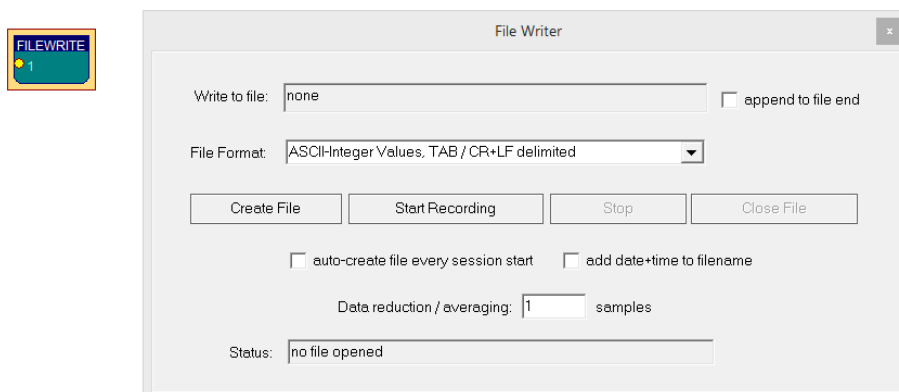 File Writer
x
FILEWRITE
1
Write to file: none
append to file end
File Format: ASCII-Integer Values, TAB / CR+LF delimited
Create File Start Recording Stop Close File
auto-create file every session start add date+time to filename
Data reduction / averaging: 1 samples
Status: no file opened